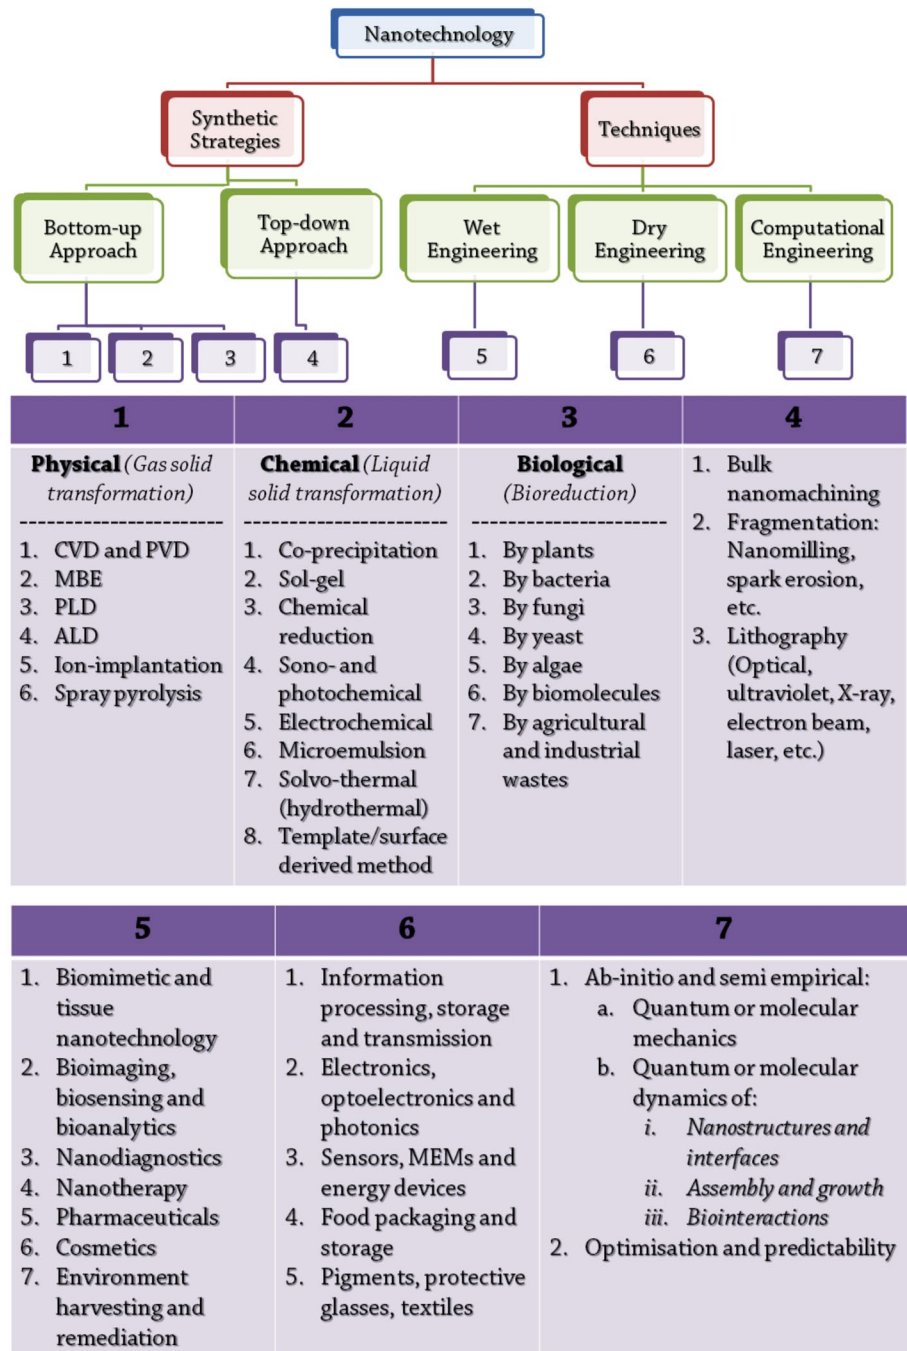 Nanotechnology
Synthetic
Strategies
Techniques
Bottom-up
Approach
Top-down
Approach
Wet
Engineering
Dry
Engineering
Computational
Engineering
1
2
3
4
5
6
7
1
Physical (Gas solid
transformation)
------------------------
1. CVD and PVD
2. MBE
3. PLD
4. ALD
5. Ion-implantation
6. Spray pyrolysis
2
Chemical (Liquid
solid transformation)
------------------------
1. Co-precipitation
2. Sol-gel
3. Chemical
reduction
4. Sono- and
photochemical
5. Electrochemical
6. Microemulsion
7. Solvo-thermal
(hydrothermal)
8. Template/surface
derived method
3
Biological
(Bioreduction)
-----------------------
1. By plants
2. By bacteria
3. By fungi
4. By yeast
5. By algae
6. By biomolecules
7. By agricultural
and industrial
wastes
4
1. Bulk
nanomachining
2. Fragmentation:
Nanomilling,
spark erosion,
etc.
3. Lithography
(Optical,
ultraviolet, X-ray,
electron beam,
laser, etc.)
5
1. Biomimetic and
tissue
nanotechnology
2. Bioimaging,
biosensing and
bioanalytics
3. Nanodiagnostics
4. Nanotherapy
5. Pharmaceuticals
6. Cosmetics
7. Environment
harvesting and
remediation
6
1. Information
processing, storage
and transmission
2. Electronics,
optoelectronics and
photonics
3. Sensors, MEMs and
energy devices
4. Food packaging and
storage
5. Pigments, protective
glasses, textiles
7
1. Ab-initio and semi empirical:
a. Quantum or molecular
mechanics
b. Quantum or molecular
dynamics of:
i. Nanostructures and
interfaces
ii. Assembly and growth
iii. Biointeractions
2. Optimisation and predictability